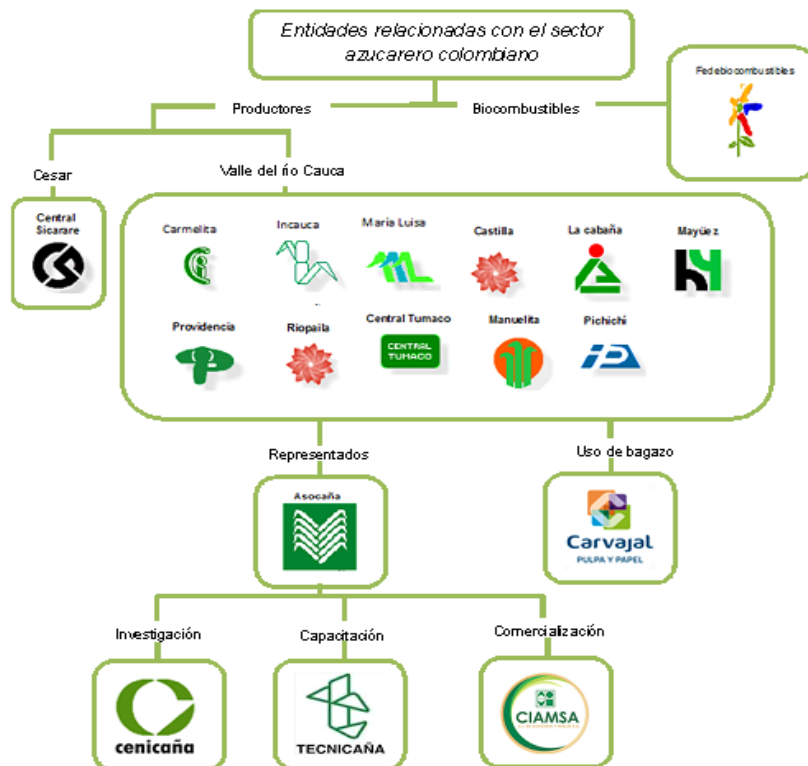 Entidades relacionadas con el sector
azucarero colombiano
Fedebiocombustibles
Productores
Biocombustibles
Cesar
Valle del río Cauca
Central
Sicarare
Carmelita
Incauca
Maria Luisa
Castilla
La cabaña
Mayüez
Providencia
Riopaila
Central Tumaco
CENTRAL
TUMACO
Manuelita
Pichichi
Representados
Uso de bagazo
Asocaña
Carvajal
PULPA Y PAPEL
Investigación
Capacitación
Comercialización
cenicaña
TECNICAÑA
CIAMSA